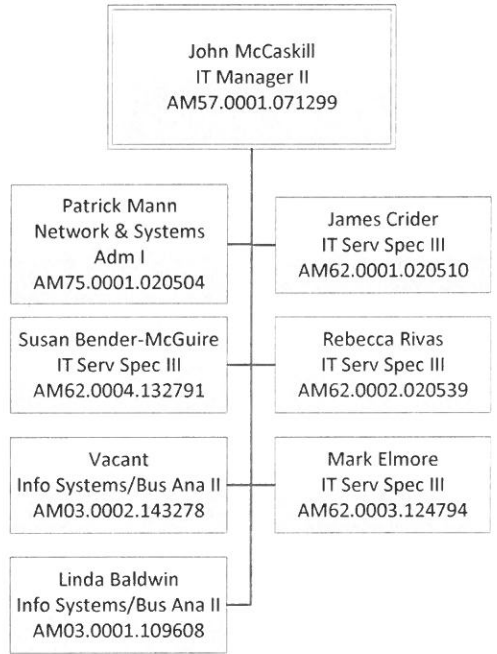 John McCaskill
IT Manager II
AM57.0001.071299
Patrick Mann
Network & Systems
Adm I
AM75.0001.020504
James Crider
IT Serv Spec III
AM62.0001.020510
Susan Bender-McGuire
IT Serv Spec III
AM62.0004.132791
Rebecca Rivas
IT Serv Spec III
AM62.0002.020539
Vacant
Info Systems/Bus Ana II
AM03.0002.143278
Mark Elmore
IT Serv Spec III
AM62.0003.124794
Linda Baldwin
Info Systems/Bus Ana II
AM03.0001.109608